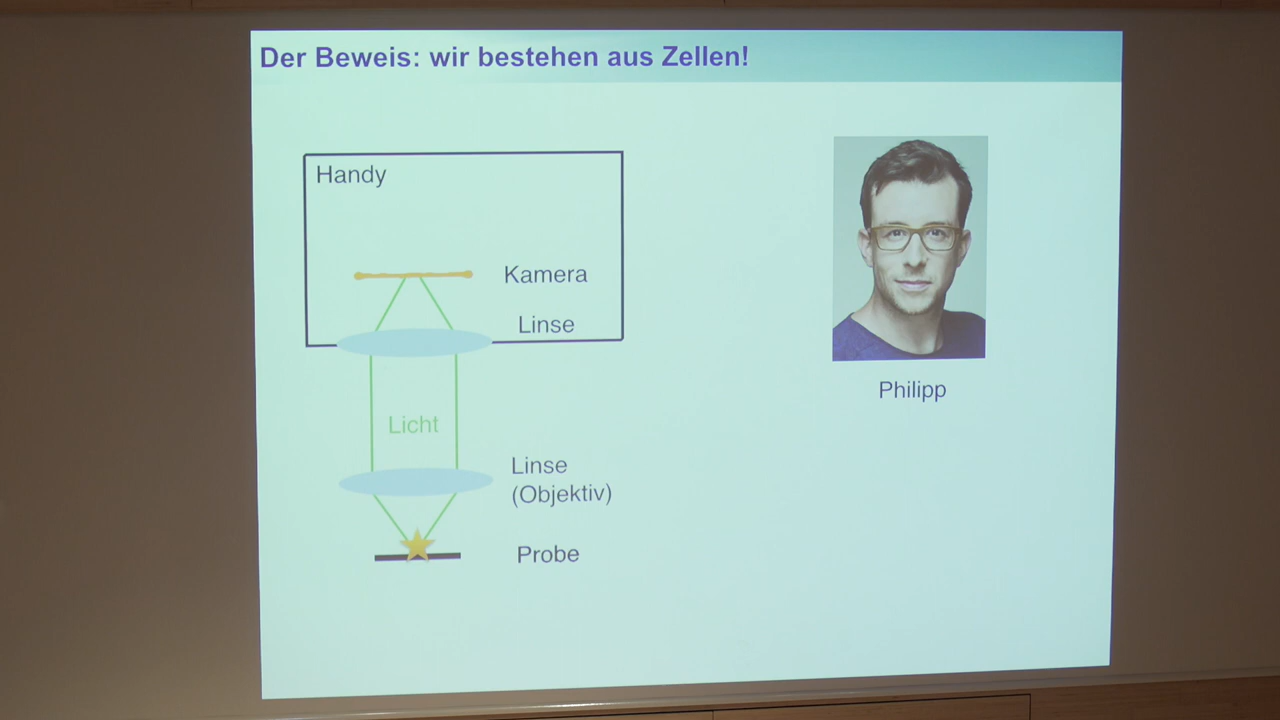 Der Beweis: wir bestehen aus Zellen!
Handy
Kamera
Linse
Licht
Linse
(Objektiv)
Probe
Philipp